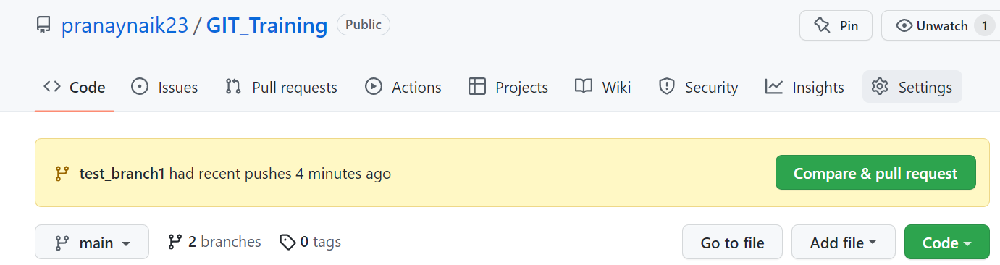 pranaynaik23 / GIT_Training Public Pin Unwatch 1
Code Issues Pull requests Actions Projects Wiki Security Insights Settings
test_branch1 had recent pushes 4 minutes ago Compare & pull request
main 2 branches 0 tags Go to file Add file Code